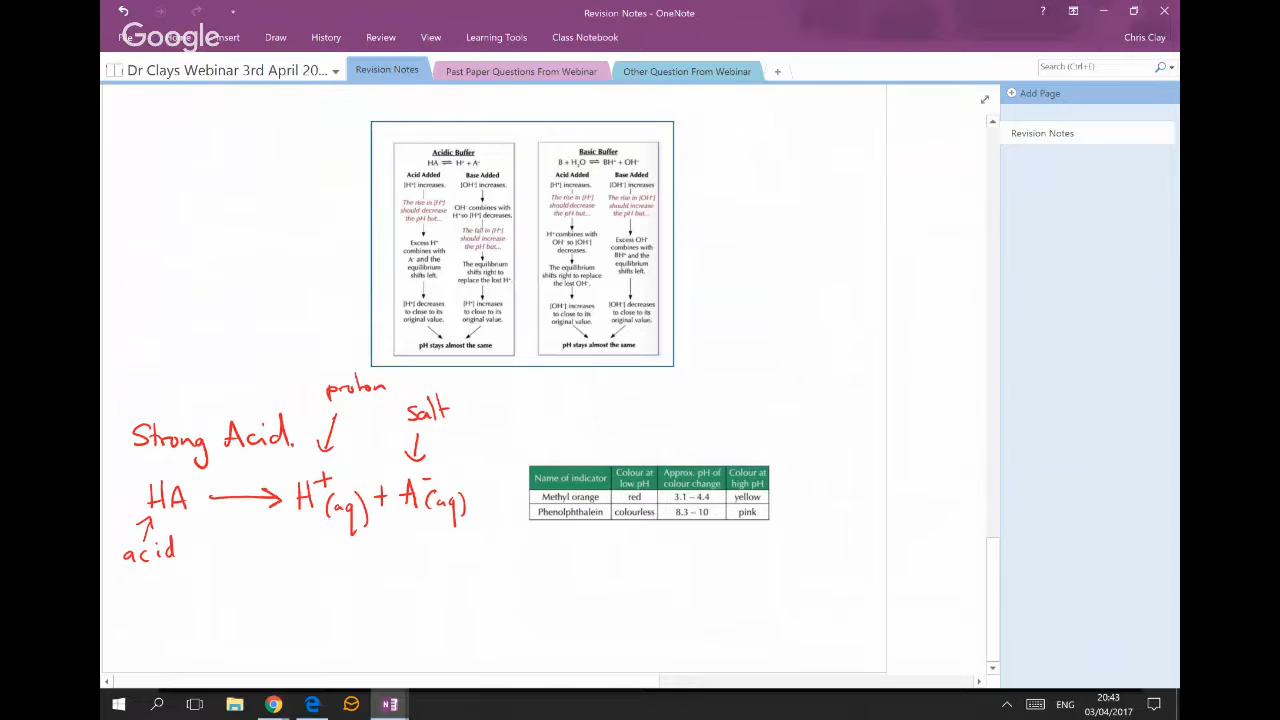 Revision Notes - OneNote
Google
Insert
Draw
History
Review
View
Learning Tools
Class Notebook
Chris Clay
Dr Clays Webinar 3rd April 20...
Revision Notes
Past Paper Questions From Webinar
Other Question From Webinar
Search (Ctrl+E)
Add Page
Revision Notes
Acidic Buffer
HA ⇌ H⁺ + A⁻
Acid Added
[H⁺] increases.
The rise in [H⁺]
should decrease
the pH but...
Excess H⁺
combines with
A⁻ and the
equilibrium
shifts left.
[H⁺] decreases
to close to its
original value.
Base Added
[OH⁻] increases.
OH⁻ combines with
H⁺ so [H⁺] decreases.
The fall in [H⁺]
should increase
the pH but...
The equilibrium
shifts right to
replace the lost H⁺.
[H⁺] increases
to close to its
original value.
pH stays almost the same
Basic Buffer
B + H₂O ⇌ BH⁺ + OH⁻
Acid Added
[H⁺] increases.
The rise in [H⁺]
should decrease the
pH but...
H⁺ combines with
OH⁻ so [OH⁻]
decreases.
The equilibrium
shifts right to replace
the lost OH⁻.
[OH⁻] increases
to close to its
original value.
Base Added
[OH⁻] increases
The rise in [OH⁻]
should increase
the pH but...
Excess OH⁻
combines with
BH⁺ and the
equilibrium
shifts left.
[OH⁻] decreases
to close to its
original value.
pH stays almost the same
proton
salt
Strong Acid.
HA → H⁺(aq) + A⁻(aq)
acid
Name of indicator Colour at low pH Approx. pH of colour change Colour at high pH
Methyl orange red 3.1 – 4.4 yellow
Phenolphthalein colourless 8.3 – 10 pink
ENG
20:43
03/04/2017